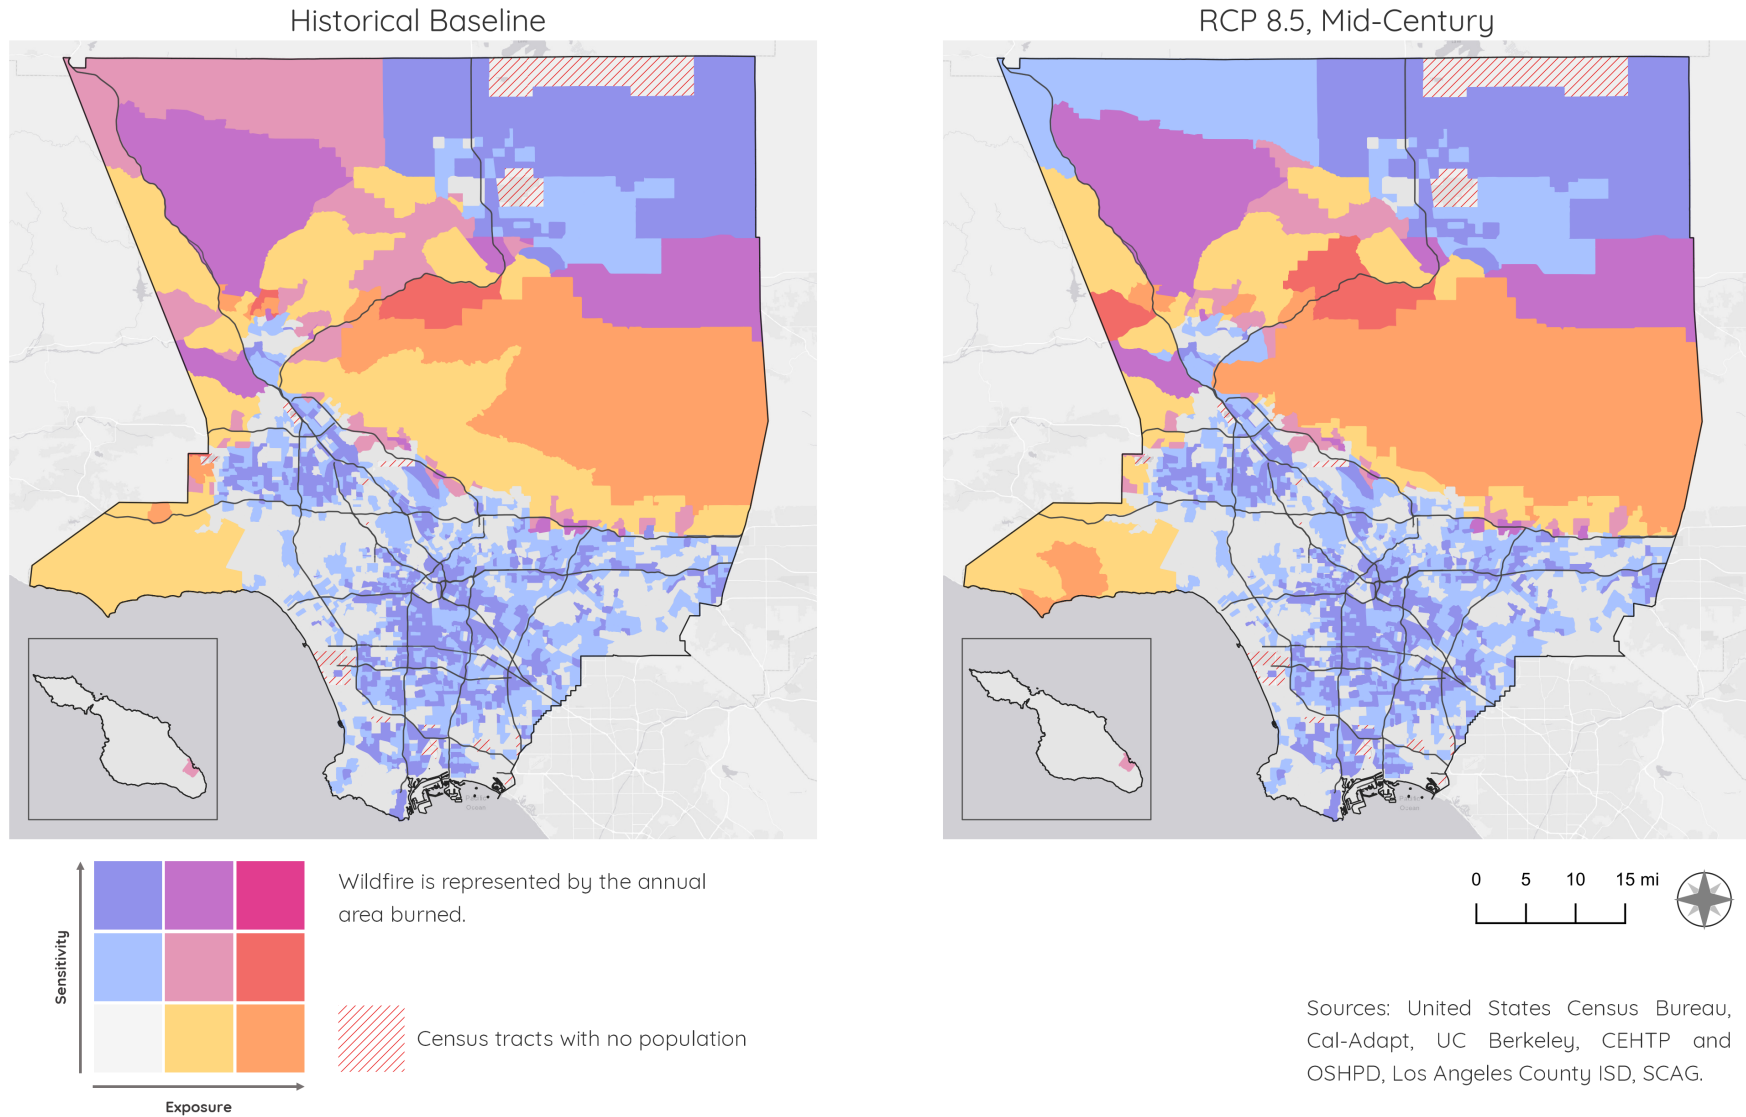 Historical Baseline
RCP 8.5, Mid-Century
Ocean
Ocean
Sensitivity
Exposure
Wildfire is represented by the annual
area burned.
Census tracts with no population
0 5 10 15 mi
Sources: United States Census Bureau,
Cal-Adapt, UC Berkeley, CEHTP and
OSHPD, Los Angeles County ISD, SCAG.